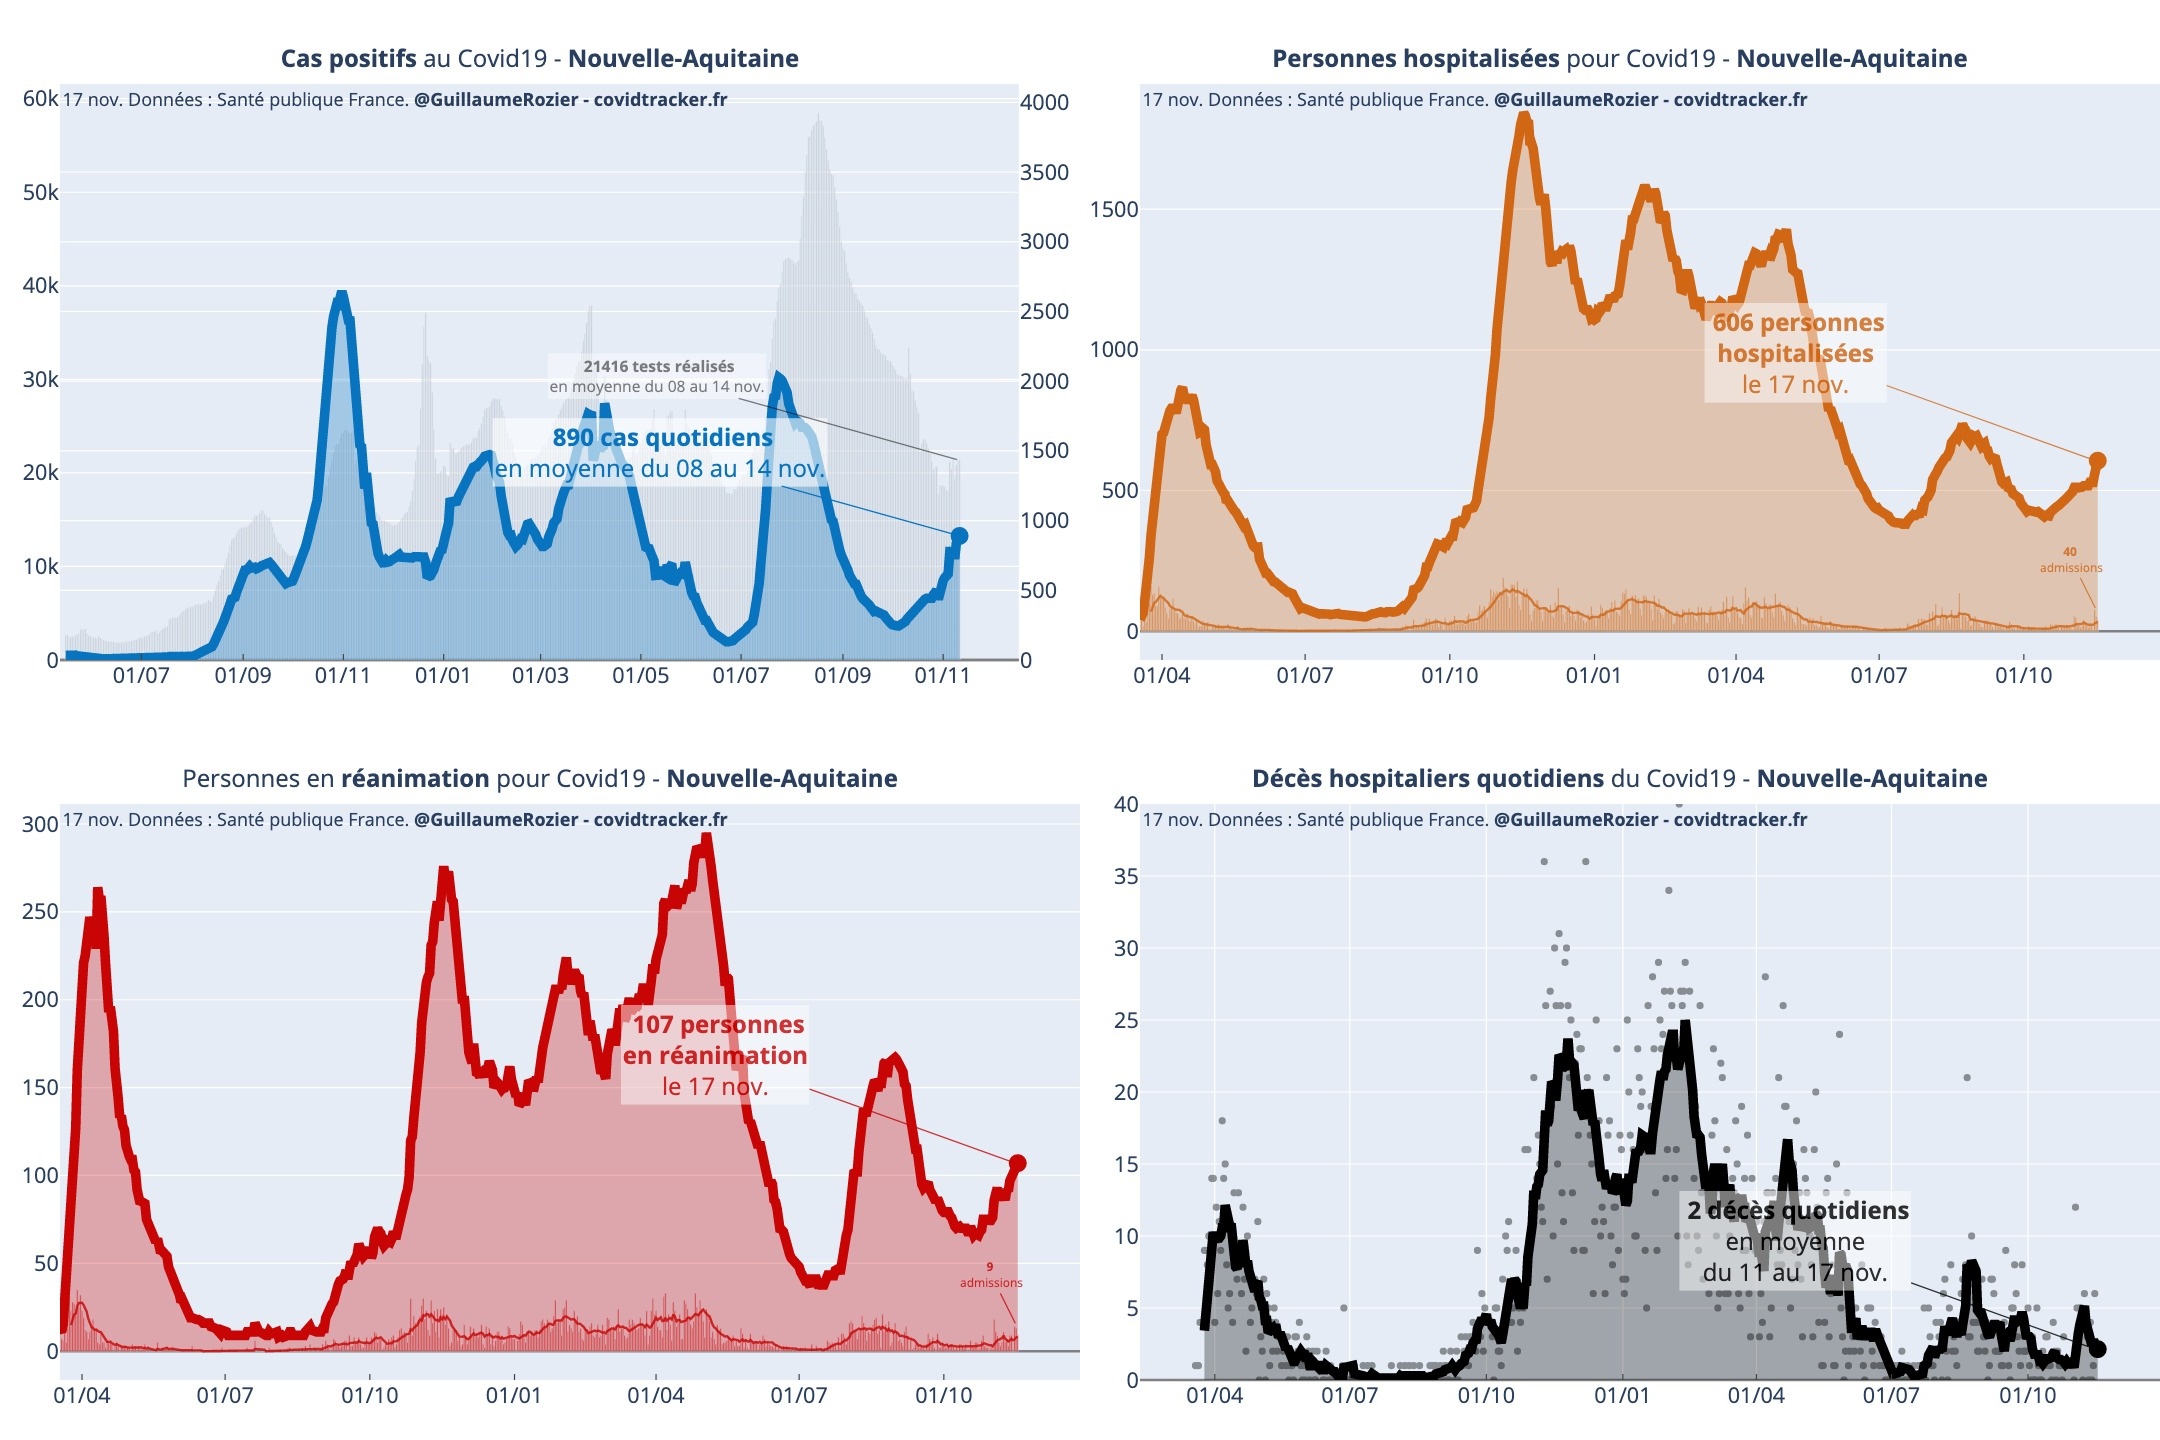 Cas positifs au Covid19 - Nouvelle-Aquitaine
17 nov. Données : Santé publique France. @GuillaumeRozier - covidtracker.fr
60k
50k
40k
30k
20k
10k
0
4000
3500
3000
2500
2000
1500
1000
500
0
21416 tests réalisés
en moyenne du 08 au 14 nov.
890 cas quotidiens
en moyenne du 08 au 14 nov.
01/07 01/09 01/11 01/01 01/03 01/05 01/07 01/09 01/11
Personnes hospitalisées pour Covid19 - Nouvelle-Aquitaine
17 nov. Données : Santé publique France. @GuillaumeRozier - covidtracker.fr
1500
1000
500
0
606 personnes
hospitalisées
le 17 nov.
40
admissions
01/04 01/07 01/10 01/01 01/04 01/07 01/10
Personnes en réanimation pour Covid19 - Nouvelle-Aquitaine
17 nov. Données : Santé publique France. @GuillaumeRozier - covidtracker.fr
300
250
200
150
100
50
0
107 personnes
en réanimation
le 17 nov.
9
admissions
01/04 01/07 01/10 01/01 01/04 01/07 01/10
Décès hospitaliers quotidiens du Covid19 - Nouvelle-Aquitaine
17 nov. Données : Santé publique France. @GuillaumeRozier - covidtracker.fr
40
35
30
25
20
15
10
5
0
2 décès quotidiens
en moyenne
du 11 au 17 nov.
01/04 01/07 01/10 01/01 01/04 01/07 01/10